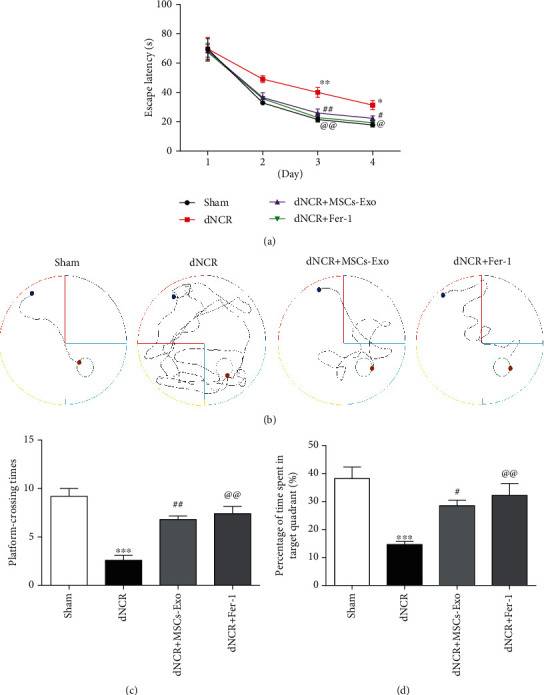 100
80
60
40
20
0
Escape latency (s)
**
*
##
#
@@
@
1 2 3 4
(Day)
Sham
dNCR+MSCs-Exo
dNCR
dNCR+Fer-1
(a)
Sham
dNCR
dNCR+MSCs-Exo
dNCR+Fer-1
(b)
15
10
5
0
Platform-crossing times
***
##
@@
Sham
dNCR
dNCR+MSCs-Exo
dNCR+Fer-1
(c)
50
40
30
20
10
0
Percentage of time spent in
target quadrant (%)
***
#
@@
Sham
dNCR
dNCR+MSCs-Exo
dNCR+Fer-1
(d)